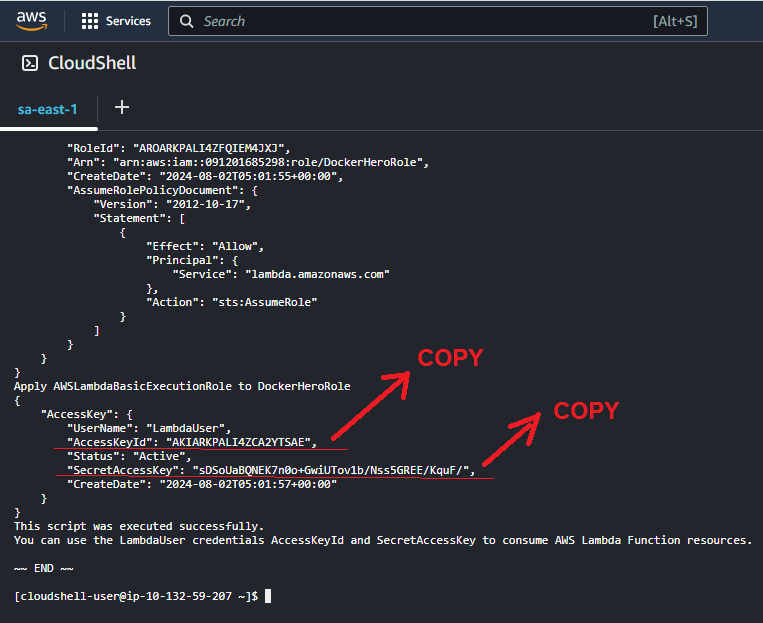 aws
Services
Search
[Alt+S]
CloudShell
sa-east-1
"RoleId": "AROARKPALI4ZFQIEM4JXJ",
"Arn": "arn:aws:iam::091201685298:role/DockerHeroRole",
"CreateDate": "2024-08-02T05:01:55+00:00",
"AssumeRolePolicyDocument": {
"Version": "2012-10-17",
"Statement": [
{
"Effect": "Allow",
"Principal": {
"Service": "lambda.amazonaws.com"
},
"Action": "sts:AssumeRole"
}
]
}
}
}
Apply AWSLambdaBasicExecutionRole to DockerHeroRole
{
"AccessKey": {
"UserName": "LambdaUser",
"AccessKeyId": "AKIARKPALI4ZCA2YTSAE",
"Status": "Active",
"SecretAccessKey": "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",
"CreateDate": "2024-08-02T05:01:57+00:00"
}
}
COPY
COPY
This script was executed successfully.
You can use the LambdaUser credentials AccessKeyId and SecretAccessKey to consume AWS Lambda Function resources.
~~ END ~~
[cloudshell-user@ip-10-132-59-207 ~]$